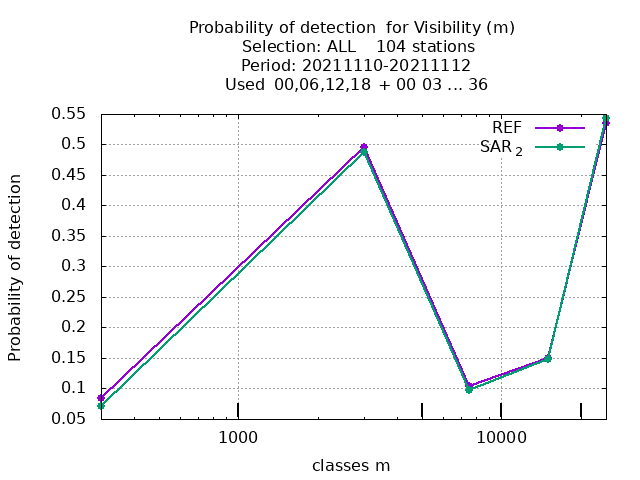 Probability of detection  for Visibility (m)
Selection: ALL    104 stations
Period: 20211110-20211112
Used  00,06,12,18 + 00 03 ... 36
0.55
0.5
0.45
0.4
0.35
0.3
0.25
0.2
0.15
0.1
0.05
Probability of detection
REF
SAR 2
1000
10000
classes m